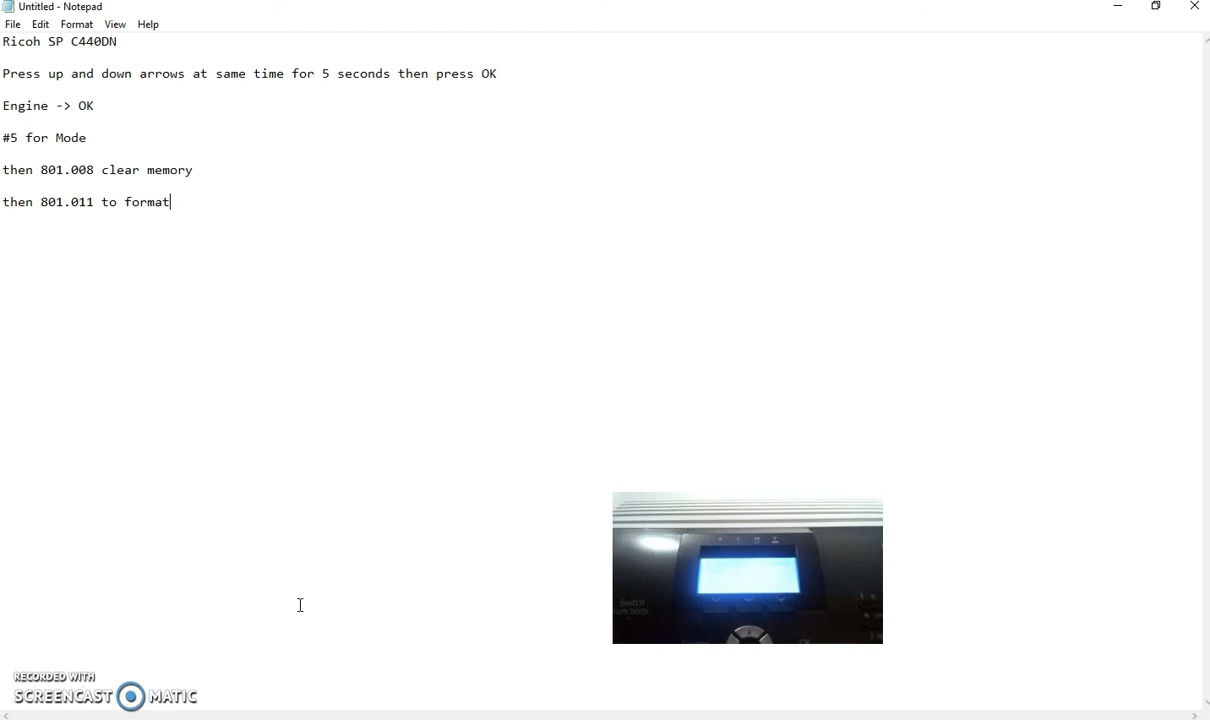 Untitled - Notepad
File Edit Format View Help
Ricoh SP C440DN
Press up and down arrows at same time for 5 seconds then press OK
Engine -> OK
#5 for Mode
then 801.008 clear memory
then 801.011 to format
K C M Y
Switch
Functions
RECORDED WITH
SCREENCAST MATIC